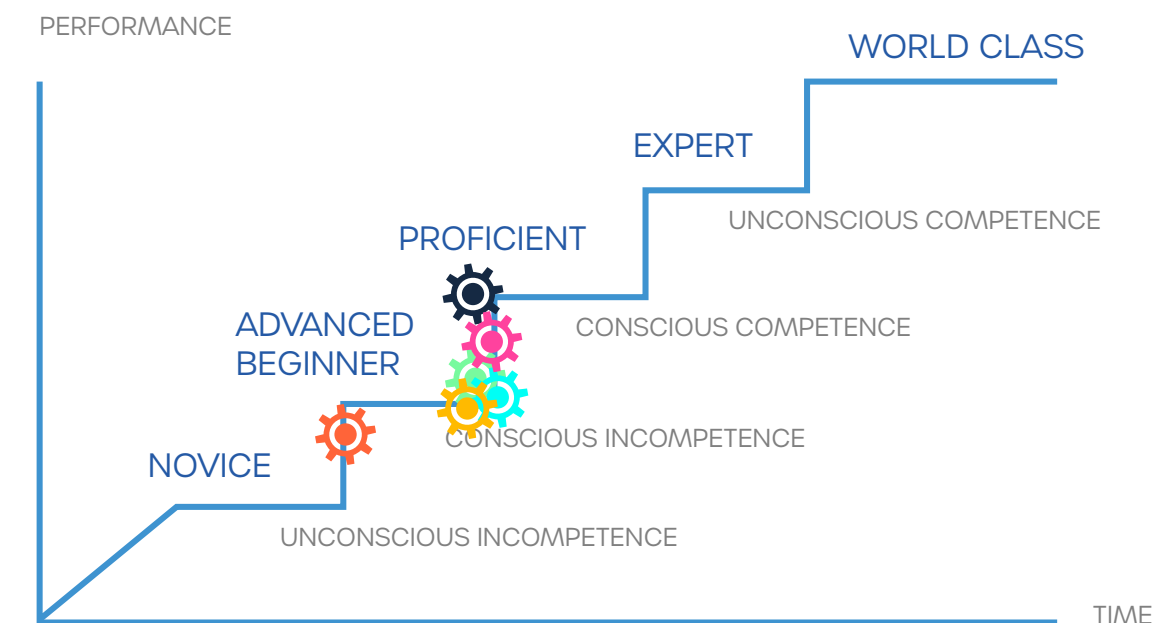 PERFORMANCE
WORLD CLASS
EXPERT
UNCONSCIOUS COMPETENCE
PROFICIENT
CONSCIOUS COMPETENCE
ADVANCED
BEGINNER
CONSCIOUS INCOMPETENCE
NOVICE
UNCONSCIOUS INCOMPETENCE
TIME